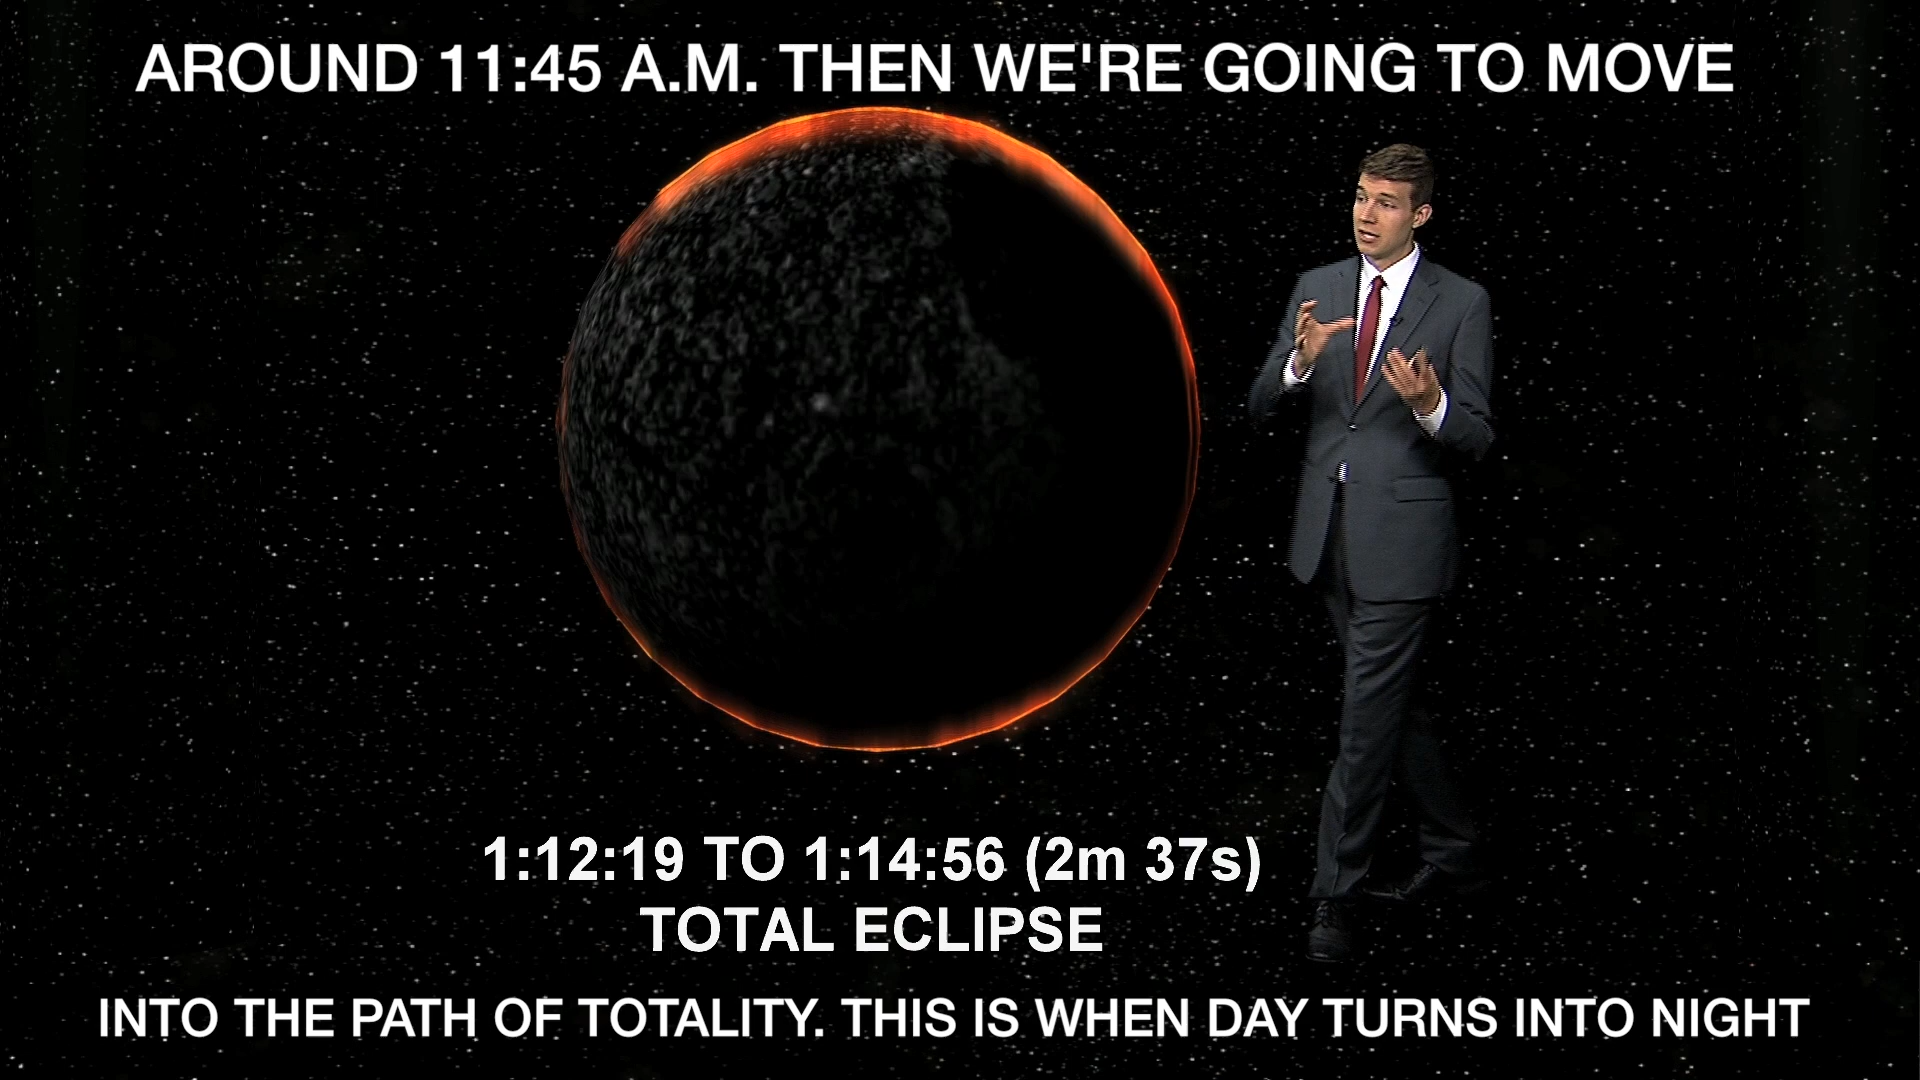 AROUND 11:45 A.M. THEN WE'RE GOING TO MOVE
1:12:19 TO 1:14:56 (2m 37s)
TOTAL ECLIPSE
INTO THE PATH OF TOTALITY. THIS IS WHEN DAY TURNS INTO NIGHT